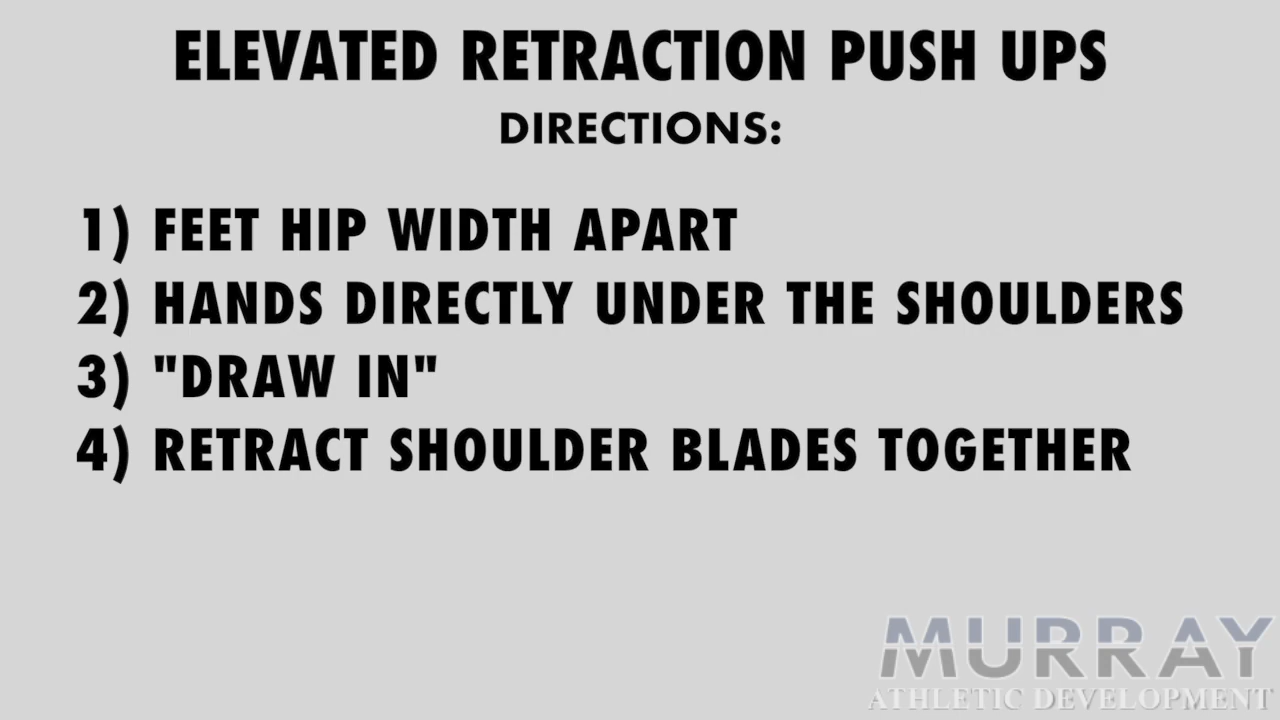 ELEVATED RETRACTION PUSH UPS
DIRECTIONS:
1) FEET HIP WIDTH APART
2) HANDS DIRECTLY UNDER THE SHOULDERS
3) "DRAW IN"
4) RETRACT SHOULDER BLADES TOGETHER
MURRAY
ATHLETIC DEVELOPMENT